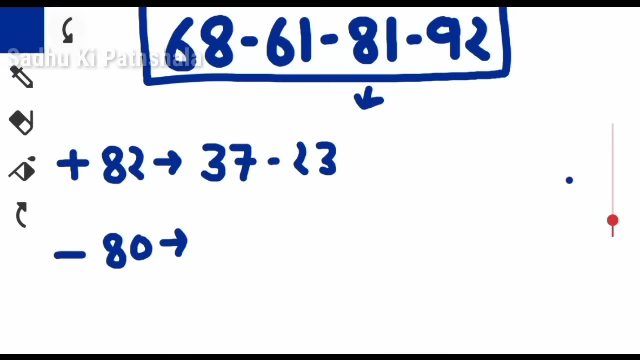 68-61-81-92
Sadhu Ki Pathshala
+ 82 → 37-23
- 80 →